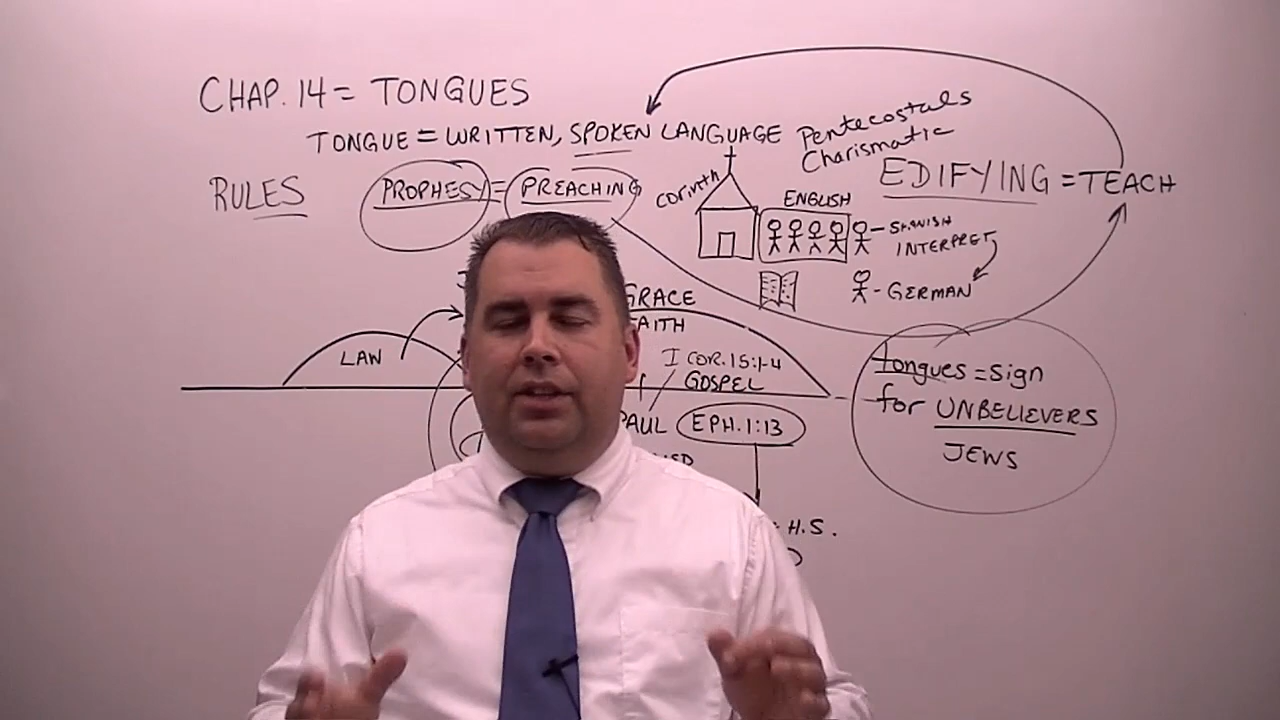 CHAP. 14 = TONGUES
TONGUE = WRITTEN, SPOKEN LANGUAGE
Pentecostals
Charismatic
RULES
PROPHESY = PREACHING
Corinth
ENGLISH
EDIFYING = TEACH
- SPANISH
INTERPRET
- GERMAN
GRACE
FAITH
LAW
I COR. 15:1-4
GOSPEL
PAUL
EPH. 1:13
tongues = sign
for UNBELIEVERS
JEWS
H.S.